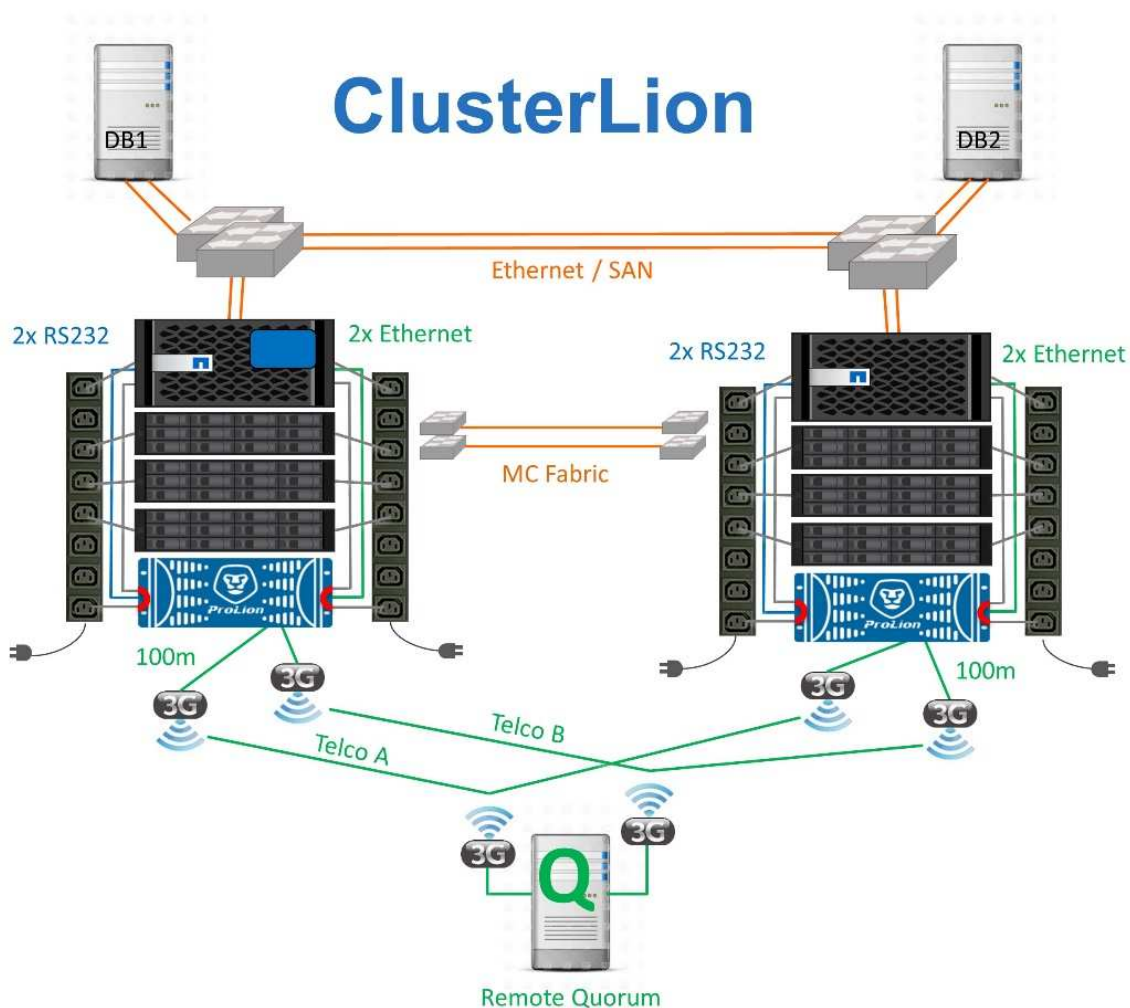 ClusterLion
DB1
DB2
Ethernet / SAN
2x RS232
2x Ethernet
2x RS232
2x Ethernet
MC Fabric
ProLion
ProLion
100m
100m
3G
3G
3G
3G
Telco A
Telco B
3G
3G
Q
Remote Quorum